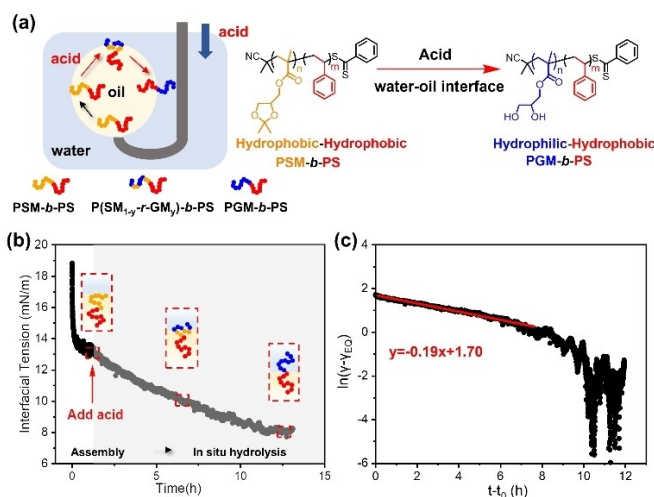 (a)
acid
acid
oil
water
PSM-b-PS
P(SM1-y-r-GMy)-b-PS
PGM-b-PS
NC
n
m
S
S
O
O
O
O
Hydrophobic-Hydrophobic
PSM-b-PS
Acid
water-oil interface
NC
n
m
S
S
O
O
HO
OH
Hydrophilic-Hydrophobic
PGM-b-PS
(b)
Interfacial Tension (mN/m)
20
18
16
14
12
10
8
6
Add acid
Assembly
In situ hydrolysis
0
5
10
15
Time(h)
(c)
ln(γ-γEQ)
4
2
0
-2
-4
-6
y=-0.19x+1.70
0
2
4
6
8
10
12
14
t-t0 (h)